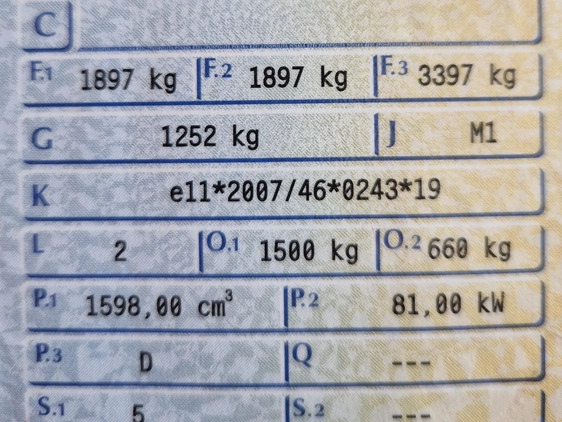 C
F.1 1897 kg F.2 1897 kg F.3 3397 kg
G 1252 kg J M1
K e11*2007/46*0243*19
L 2 O.1 1500 kg O.2 660 kg
P.1 1598,00 cm³ P.2 81,00 kW
P.3 D Q ---
S.1 5 S.2 ---